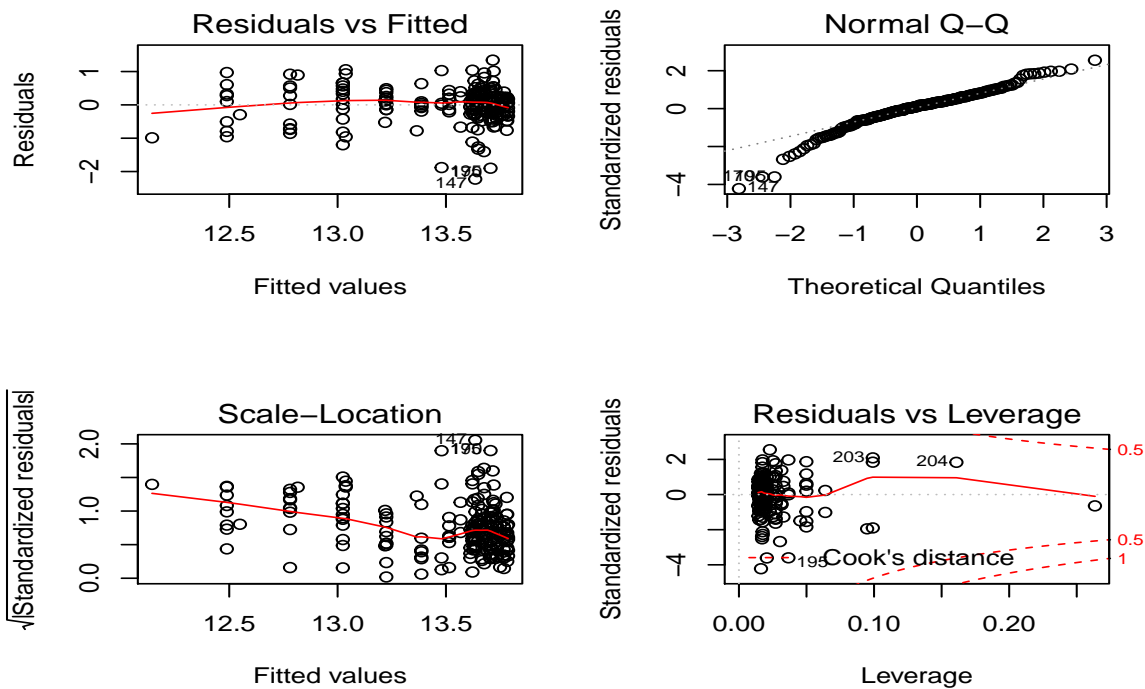 Residuals vs Fitted
Residuals
1
0
−2
147
195
12.5 13.0 13.5
Fitted values
Normal Q−Q
Standardized residuals
2
0
−4
147
−3 −2 −1 0 1 2 3
Theoretical Quantiles
Scale−Location
√|Standardized residuals|
2.0
1.0
0.0
147
195
12.5 13.0 13.5
Fitted values
Residuals vs Leverage
Standardized residuals
2
0
−4
203
204
195
Cook's distance
0.5
0.5
1
0.00 0.10 0.20
Leverage